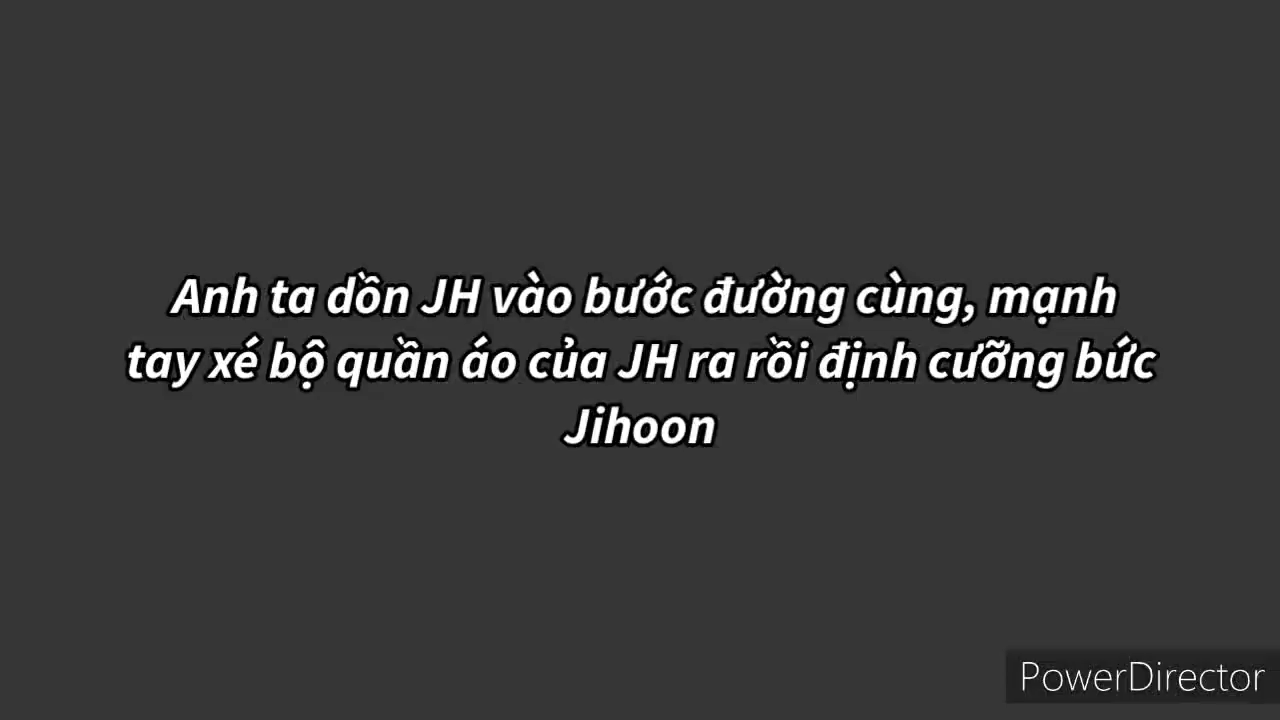 Anh ta dồn JH vào bước đường cùng, mạnh
tay xé bộ quần áo của JH ra rồi định cưỡng bức
Jihoon
PowerDirector